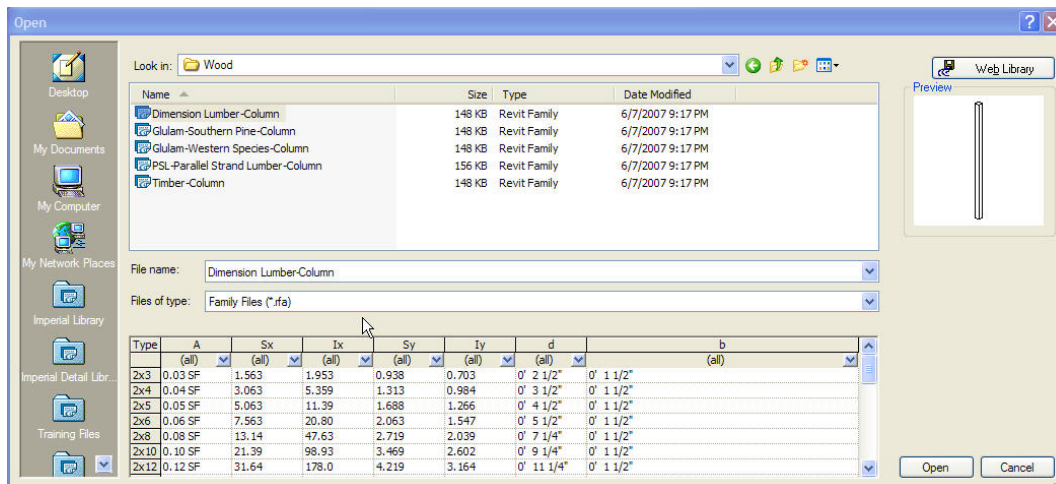 Open
Look in: Wood
Web Library
Desktop
My Documents
My Computer
My Network Places
Imperial Library
Imperial Detail Libr...
Training Files
Name Size Type Date Modified
Dimension Lumber-Column 148 KB Revit Family 6/7/2007 9:17 PM
Glulam-Southern Pine-Column 148 KB Revit Family 6/7/2007 9:17 PM
Glulam-Western Species-Column 148 KB Revit Family 6/7/2007 9:17 PM
PSL-Parallel Strand Lumber-Column 156 KB Revit Family 6/7/2007 9:17 PM
Timber-Column 148 KB Revit Family 6/7/2007 9:17 PM
Preview
File name: Dimension Lumber-Column
Files of type: Family Files (*.rfa)
Type A Sx Ix Sy Iy d b
(all) (all) (all) (all) (all) (all) (all)
2x3 0.03 SF 1.563 1.953 0.938 0.703 0' 2 1/2" 0' 1 1/2"
2x4 0.04 SF 3.063 5.359 1.313 0.984 0' 3 1/2" 0' 1 1/2"
2x5 0.05 SF 5.063 11.39 1.688 1.266 0' 4 1/2" 0' 1 1/2"
2x6 0.06 SF 7.563 20.80 2.063 1.547 0' 5 1/2" 0' 1 1/2"
2x8 0.08 SF 13.14 47.63 2.719 2.039 0' 7 1/4" 0' 1 1/2"
2x10 0.10 SF 21.39 98.93 3.469 2.602 0' 9 1/4" 0' 1 1/2"
2x12 0.12 SF 31.64 178.0 4.219 3.164 0' 11 1/4" 0' 1 1/2"
Open
Cancel